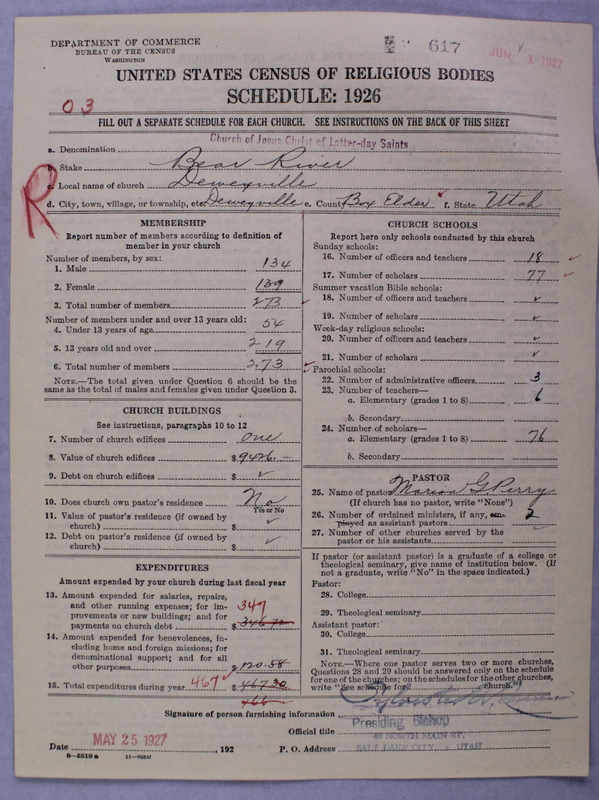 DEPARTMENT OF COMMERCE
BUREAU OF THE CENSUS
WASHINGTON
617
JUN 1 1927
UNITED STATES CENSUS OF RELIGIOUS BODIES
SCHEDULE: 1926
03
FILL OUT A SEPARATE SCHEDULE FOR EACH CHURCH. SEE INSTRUCTIONS ON THE BACK OF THIS SHEET
a. Denomination Church of Jesus Christ of Latter-day Saints
b. Stake Bear River
c. Local name of church Deweyville
R
d. City, town, village, or township, etc. Deweyville e. County Box Elder f. State Utah
MEMBERSHIP
Report number of members according to definition of
member in your church
Number of members, by sex:
1. Male 134
2. Female 139
3. Total number of members 273
Number of members under and over 13 years old:
4. Under 13 years of age 54
5. 13 years old and over 219
6. Total number of members 273
NOTE.—The total given under Question 6 should be the
same as the total of males and females given under Question 3.
CHURCH BUILDINGS
See instructions, paragraphs 10 to 12
7. Number of church edifices one
8. Value of church edifices $9426.—
9. Debt on church edifices $ ✓
10. Does church own pastor's residence No
Yes or No
11. Value of pastor's residence (if owned by
church) $ ✓
12. Debt on pastor's residence (if owned by
church) $ ✓
EXPENDITURES
Amount expended by your church during last fiscal year
13. Amount expended for salaries, repairs,
and other running expenses; for im-
provements or new buildings; and for
347
payments on church debt $
14. Amount expended for benevolences, in-
cluding home and foreign missions; for
denominational support; and for all
other purposes $120.58
15. Total expenditures during year 467 $
CHURCH SCHOOLS
Report here only schools conducted by this church
Sunday schools:
16. Number of officers and teachers 18
17. Number of scholars 77
Summer vacation Bible schools:
18. Number of officers and teachers ✓
19. Number of scholars ✓
Week-day religious schools:
20. Number of officers and teachers ✓
21. Number of scholars ✓
Parochial schools:
22. Number of administrative officers 3
23. Number of teachers—
a. Elementary (grades 1 to 8) 6
b. Secondary
24. Number of scholars—
a. Elementary (grades 1 to 8) 76
b. Secondary
PASTOR
25. Name of pastor Marion G. Perry
(If church has no pastor, write "None")
26. Number of ordained ministers, if any, em-
ployed as assistant pastors 2
27. Number of other churches served by the
pastor or his assistants
If pastor (or assistant pastor) is a graduate of a college or
theological seminary, give name of institution below. (If
not a graduate, write "No" in the space indicated.)
Pastor:
28. College
29. Theological seminary
Assistant pastor:
30. College
31. Theological seminary
NOTE.—Where one pastor serves two or more churches,
Questions 28 and 29 should be answered only on the schedule
for one of the churches; on the schedules for the other churches,
write "See schedule for church.")
Signature of person furnishing information
Official title Presiding Bishop
40 NORTH MAIN ST.
Date MAY 25 1927, 192 P. O. Address SALT LAKE CITY, UTAH
8—5518 a